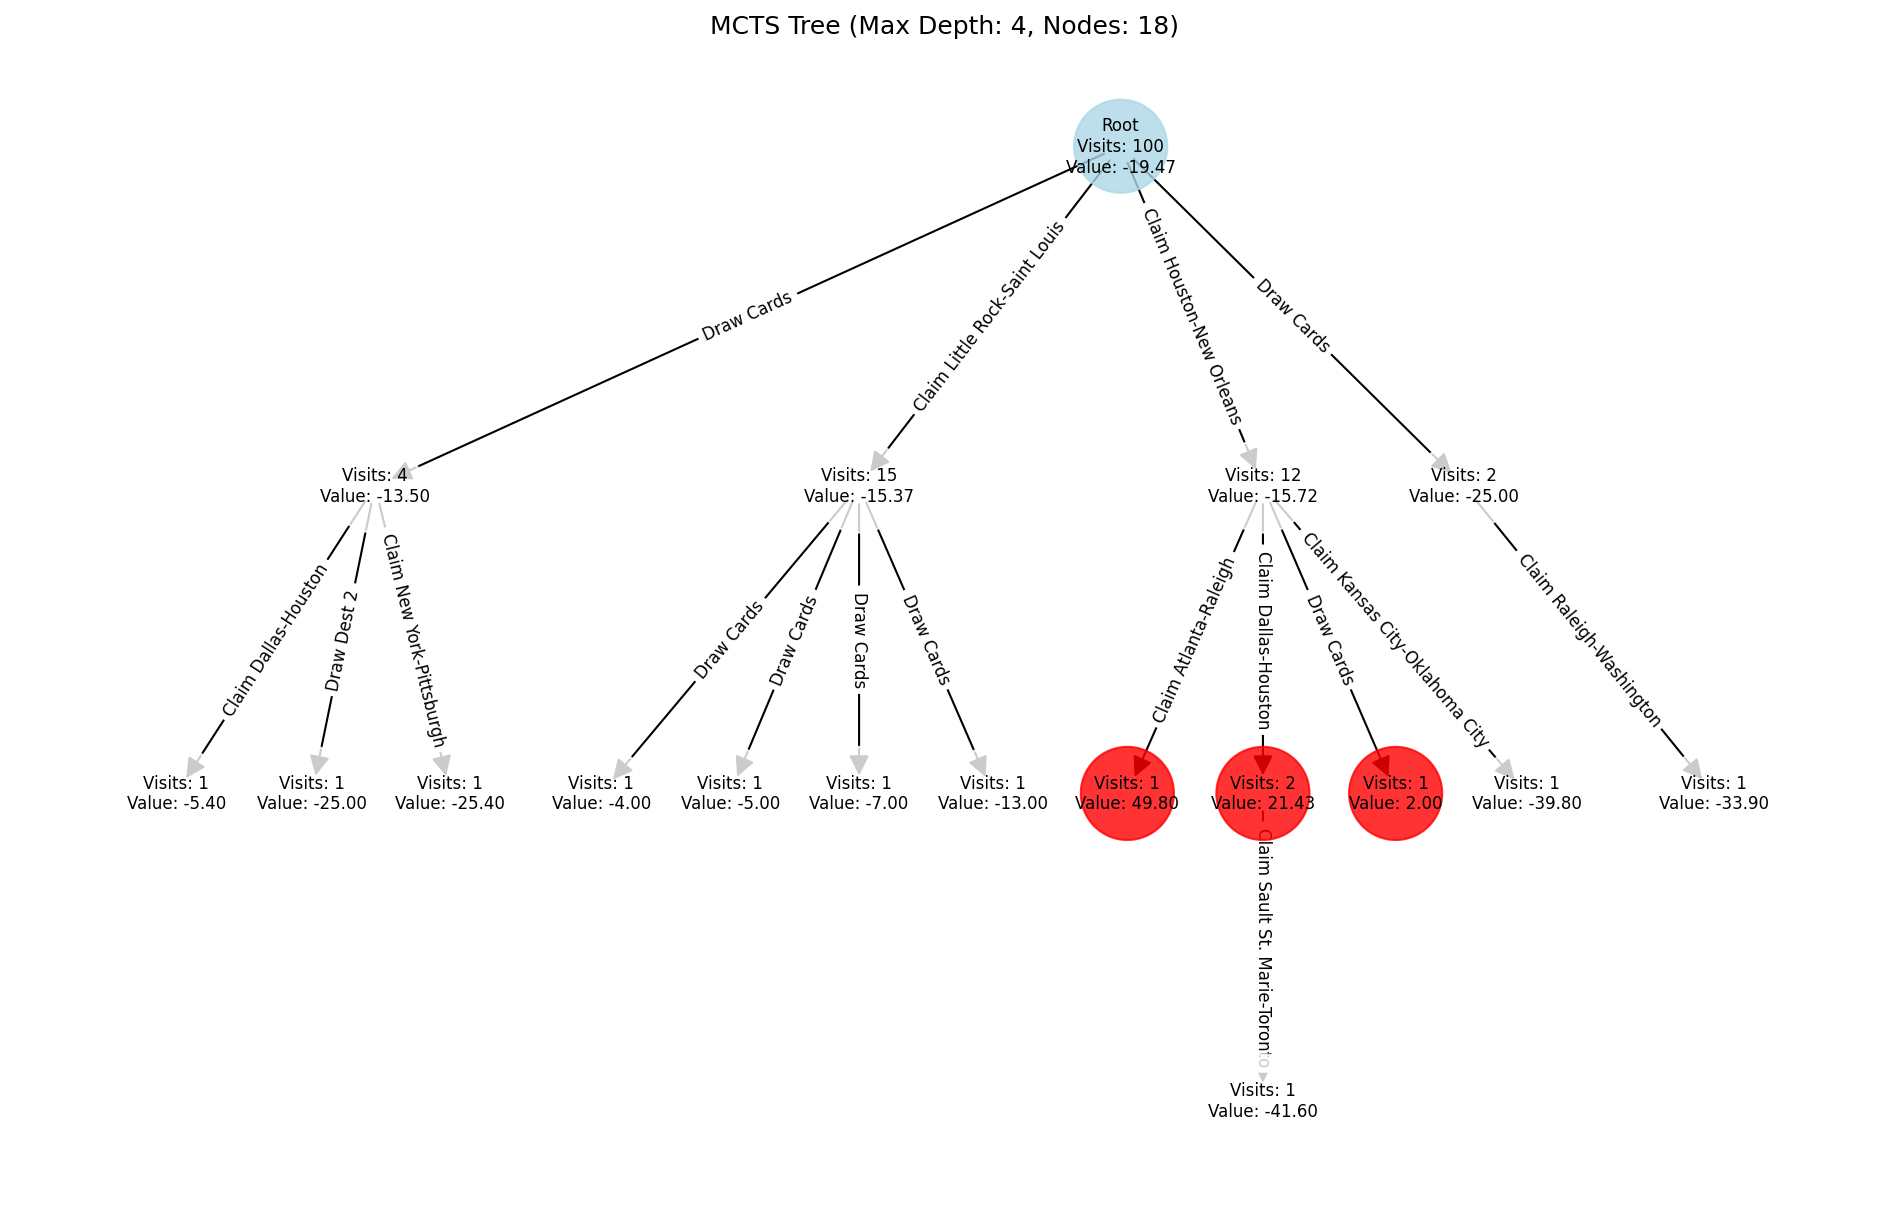 MCTS Tree (Max Depth: 4, Nodes: 18)
Root
Visits: 100
Value: -19.47
Draw Cards
Claim Little Rock-Saint Louis
Claim Houston-New Orleans
Draw Cards
Visits: 4
Value: -13.50
Visits: 15
Value: -15.37
Visits: 12
Value: -15.72
Visits: 2
Value: -25.00
Claim Dallas-Houston
Draw Dest 2
Claim New York-Pittsburgh
Draw Cards
Draw Cards
Draw Cards
Draw Cards
Claim Atlanta-Raleigh
Claim Dallas-Houston
Draw Cards
Claim Kansas City-Oklahoma City
Claim Raleigh-Washington
Visits: 1
Value: -5.40
Visits: 1
Value: -25.00
Visits: 1
Value: -25.40
Visits: 1
Value: -4.00
Visits: 1
Value: -5.00
Visits: 1
Value: -7.00
Visits: 1
Value: -13.00
Visits: 1
Value: 49.80
Visits: 2
Value: 21.43
Visits: 1
Value: 2.00
Visits: 1
Value: -39.80
Visits: 1
Value: -33.90
Claim Sault St. Marie-Toronto
Visits: 1
Value: -41.60